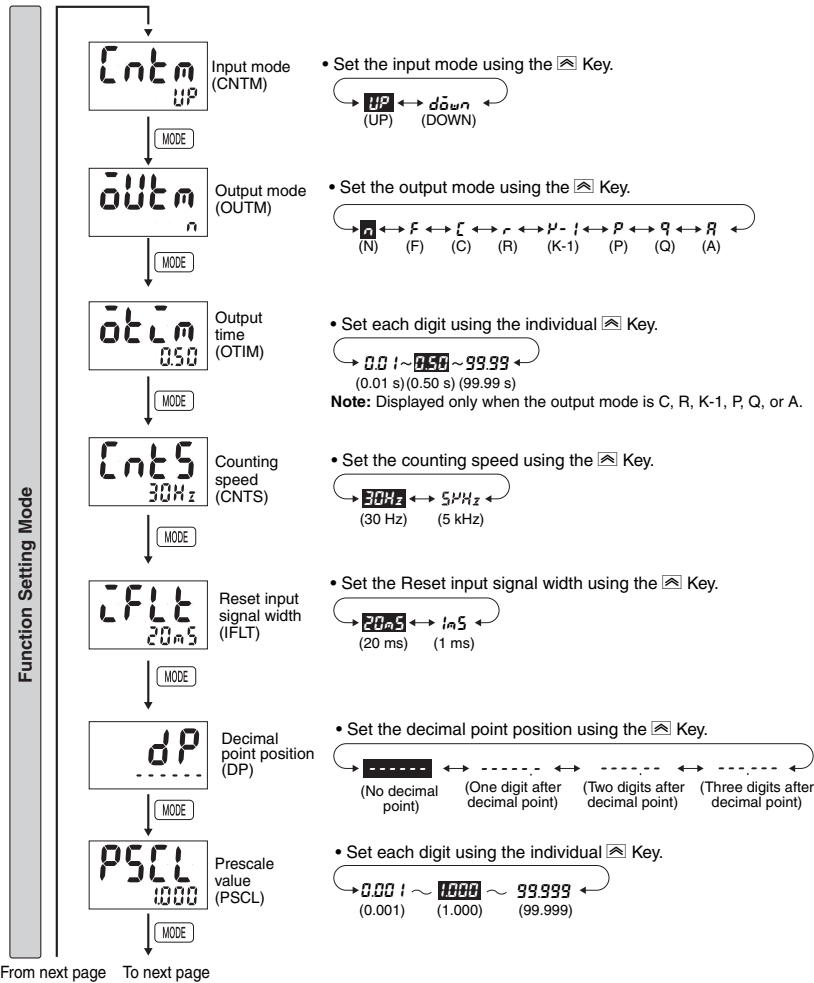 Function Setting Mode
Cntm
UP
Input mode
(CNTM)
• Set the input mode using the Key.
UP down
(UP) (DOWN)
MODE
outm
n
Output mode
(OUTM)
• Set the output mode using the Key.
n F C r K-1 P q A
(N) (F) (C) (R) (K-1) (P) (Q) (A)
MODE
otim
0.50
Output
time
(OTIM)
• Set each digit using the individual Key.
0.01~0.50~99.99
(0.01 s) (0.50 s) (99.99 s)
Note: Displayed only when the output mode is C, R, K-1, P, Q, or A.
MODE
CntS
30Hz
Counting
speed
(CNTS)
• Set the counting speed using the Key.
30Hz 5KHz
(30 Hz) (5 kHz)
MODE
iFLt
20mS
Reset input
signal width
(IFLT)
• Set the Reset input signal width using the Key.
20mS 1mS
(20 ms) (1 ms)
MODE
dP
------
Decimal
point position
(DP)
• Set the decimal point position using the Key.
------ -----.- ----.-- ---.---
(No decimal point) (One digit after decimal point) (Two digits after decimal point) (Three digits after decimal point)
MODE
PSCL
1.000
Prescale
value
(PSCL)
• Set each digit using the individual Key.
0.001 ~ 1.000 ~ 99.999
(0.001) (1.000) (99.999)
MODE
From next page To next page